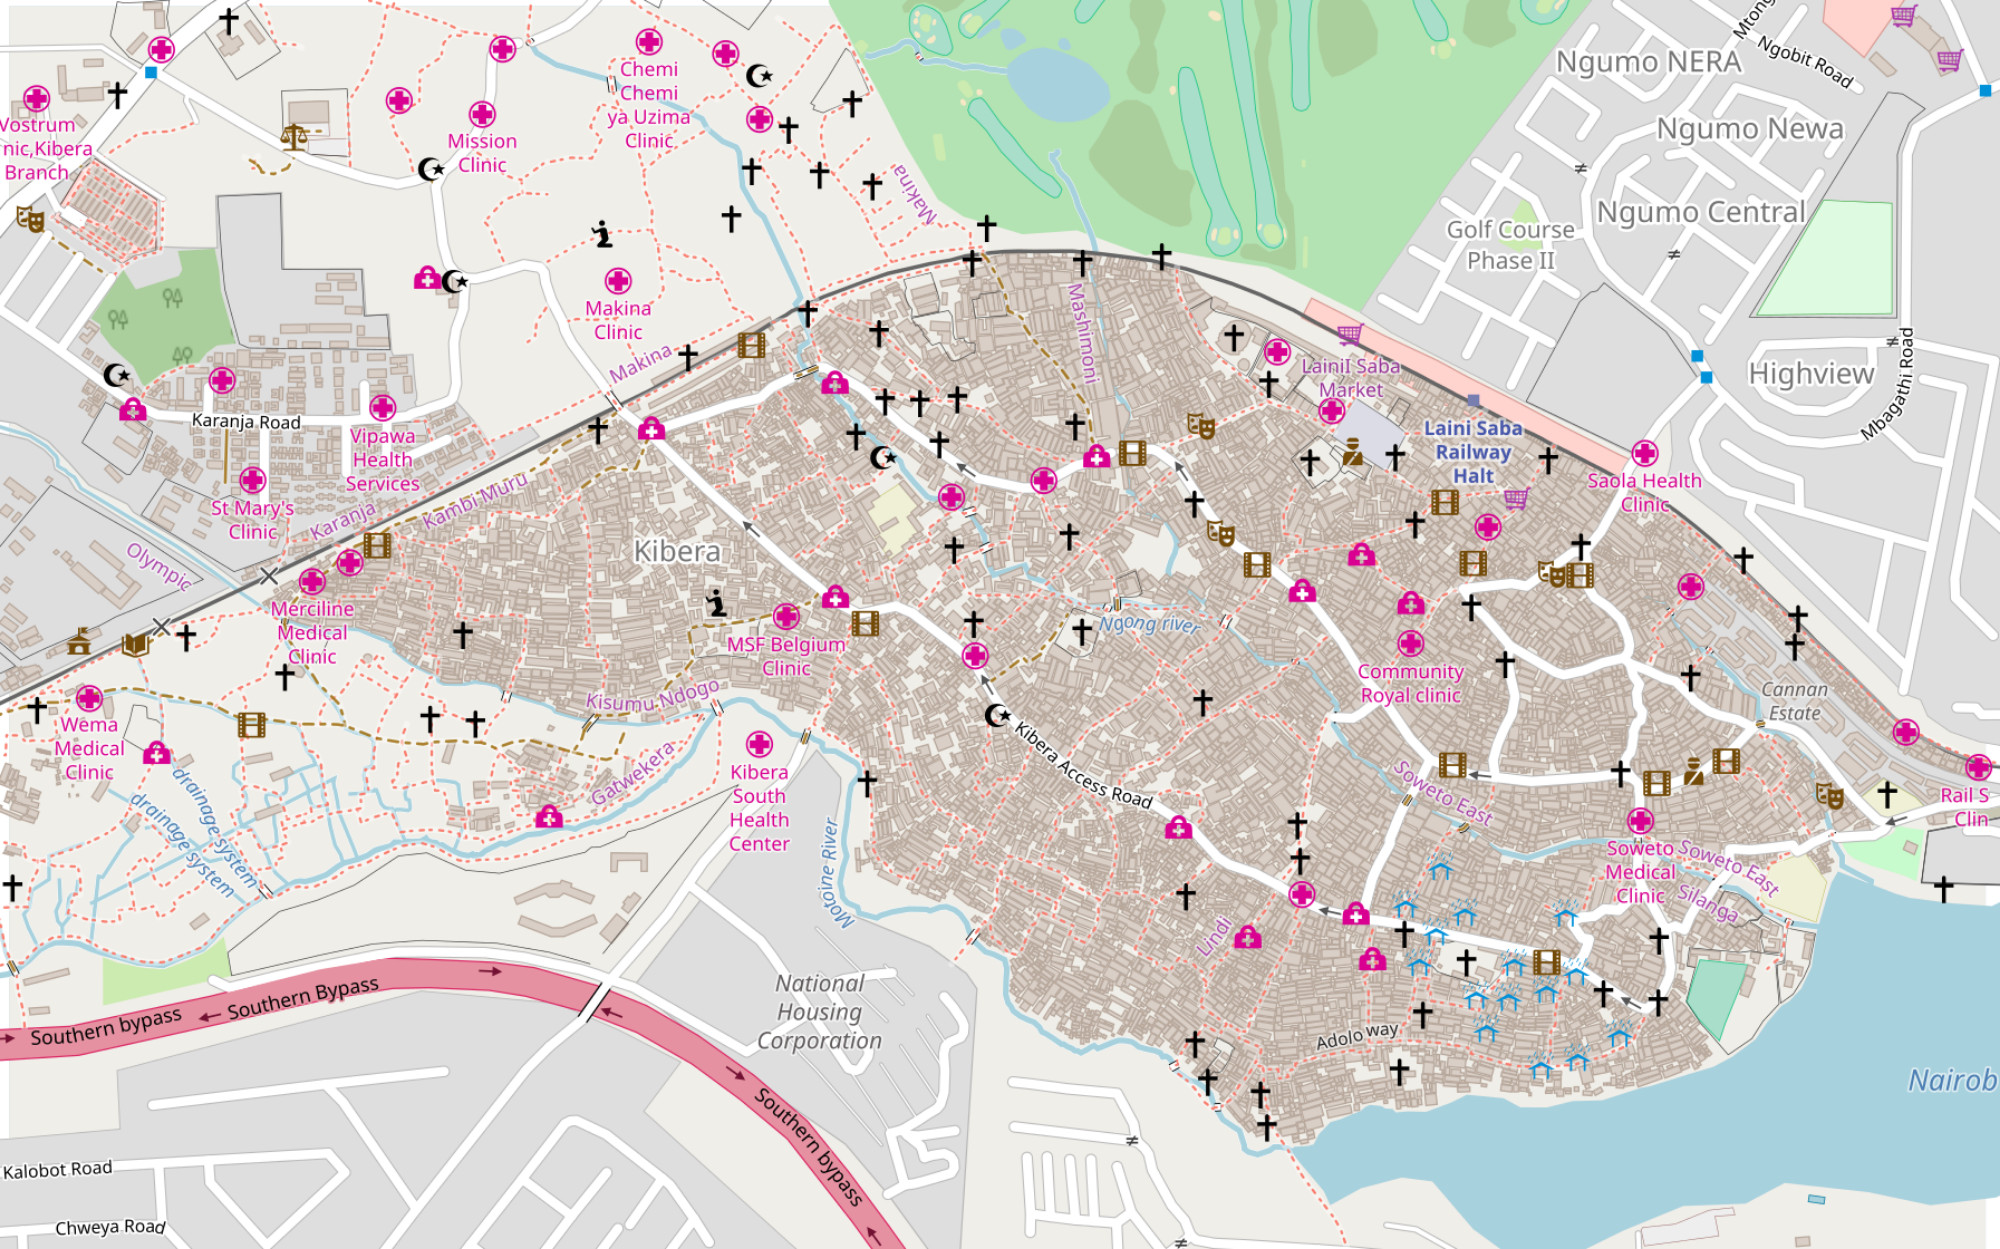 Mtong
Ngobit Road
Ngumo NERA
Ngumo Newa
Ngumo Central
Golf Course
Phase II
Chemi
Chemi
ya Uzima
Clinic
Mission
Clinic
Vostrum
nic,Kibera
Branch
Makina
Makina
Clinic
Makina
Mashimoni
LainiI Saba
Market
Laini Saba
Railway
Halt
Highview
Mbagathi Road
Karanja Road
Vipawa
Health
Services
St Mary's
Clinic
Karanja
Kambi Muru
Olympic
Saola Health
Clinic
Kibera
Merciline
Medical
Clinic
MSF Belgium
Clinic
Ngong river
Community
Royal clinic
Kisumu Ndogo
Cannan
Estate
Wema
Medical
Clinic
Kibera Access Road
Gatwekera
Kibera
South
Health
Center
drainage system
drainage system
Soweto East
Rail S
Clin
Soweto
Medical
Clinic
Soweto East
Silanga
Motoine River
Lindi
National
Housing
Corporation
Southern bypass
Southern Bypass
Adolo way
Southern bypass
Nairob
Kalobot Road
Chweya Road